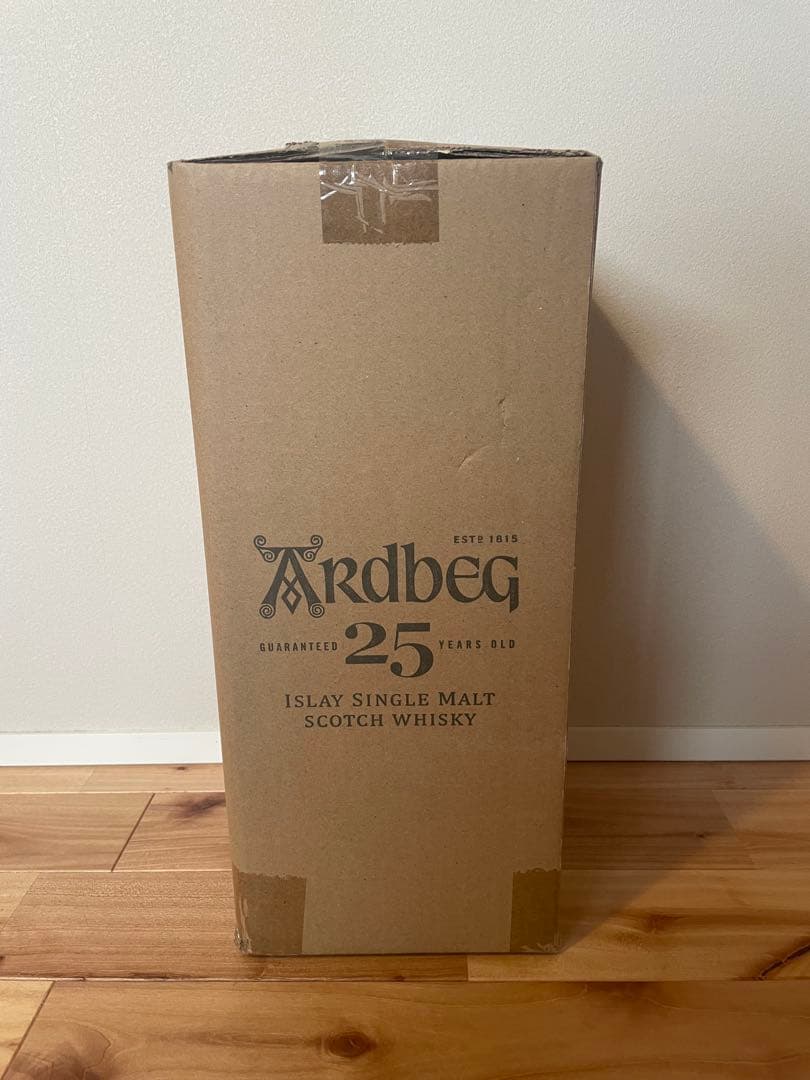 ESTD 1815
ARdbEG
GUARANTEED 25 YEARS OLD
ISLAY SINGLE MALT
SCOTCH WHISKY